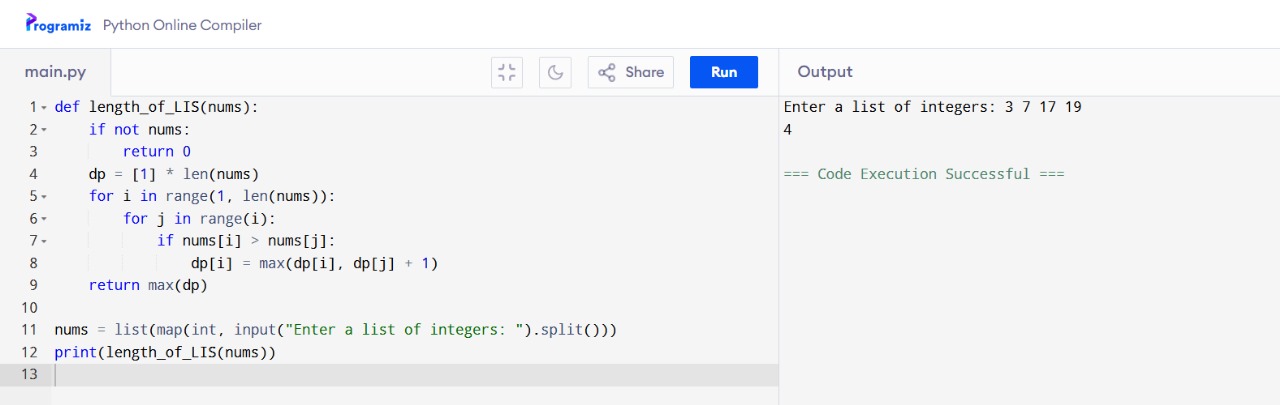 Programiz Python Online Compiler
main.py Share Run Output
1 def length_of_LIS(nums):
2     if not nums:
3         return 0
4     dp = [1] * len(nums)
5     for i in range(1, len(nums)):
6         for j in range(i):
7             if nums[i] > nums[j]:
8                 dp[i] = max(dp[i], dp[j] + 1)
9     return max(dp)
10
11 nums = list(map(int, input("Enter a list of integers: ").split()))
12 print(length_of_LIS(nums))
13
Enter a list of integers: 3 7 17 19
4
=== Code Execution Successful ===